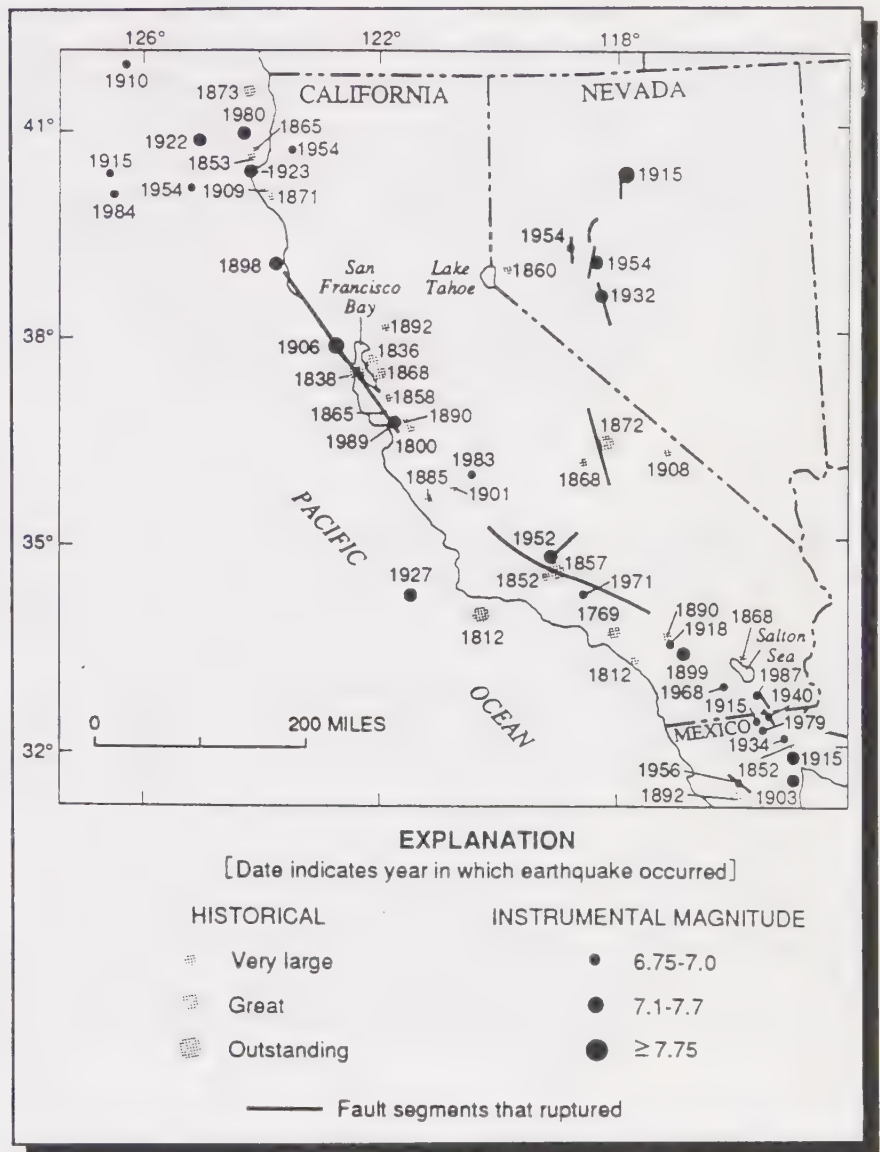 126° 122° 118°
1910
1873
CALIFORNIA NEVADA
1980
41°
1922 1865
1954
1853
1915 1923 1915
1954 1909 1871
1984
1954
1898 San Francisco Bay Lake Tahoe 1860 1954
1932
38°
1892
1906 1836
1838 1868
1858
1865 1890 1872
1989 1800
1983 1868 1908
1885
1901
PACIFIC
35°
1952
1857
1852
1971
1927
1769 1890 1868
1812 1918 Salton Sea
1899
1812 1987
1968 1940
OCEAN 1915
0 200 MILES MEXICO 1979
1934
32°
1852 1915
1956
1892 1903
EXPLANATION
[Date indicates year in which earthquake occurred]
HISTORICAL INSTRUMENTAL MAGNITUDE
Very large 6.75-7.0
Great 7.1-7.7
Outstanding ≥ 7.75
Fault segments that ruptured